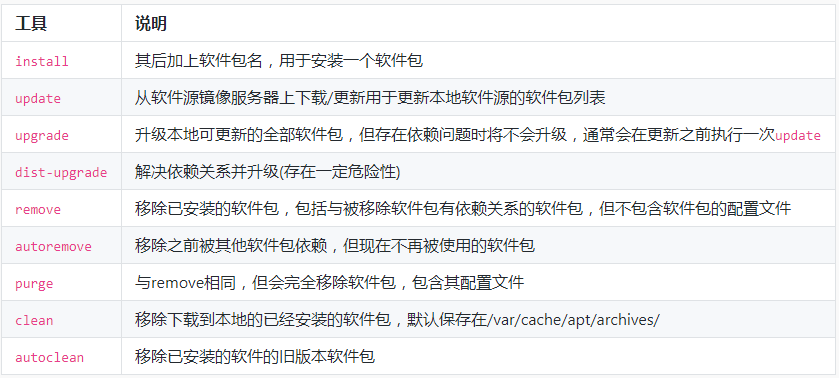 工具 说明
install 其后加上软件包名，用于安装一个软件包
update 从软件源镜像服务器上下载/更新用于更新本地软件源的软件包列表
upgrade 升级本地可更新的全部软件包，但存在依赖问题时将不会升级，通常会在更新之前执行一次update
dist-upgrade 解决依赖关系并升级(存在一定危险性)
remove 移除已安装的软件包，包括与被移除软件包有依赖关系的软件包，但不包含软件包的配置文件
autoremove 移除之前被其他软件包依赖，但现在不再被使用的软件包
purge 与remove相同，但会完全移除软件包，包含其配置文件
clean 移除下载到本地的已经安装的软件包，默认保存在/var/cache/apt/archives/
autoclean 移除已安装的软件的旧版本软件包